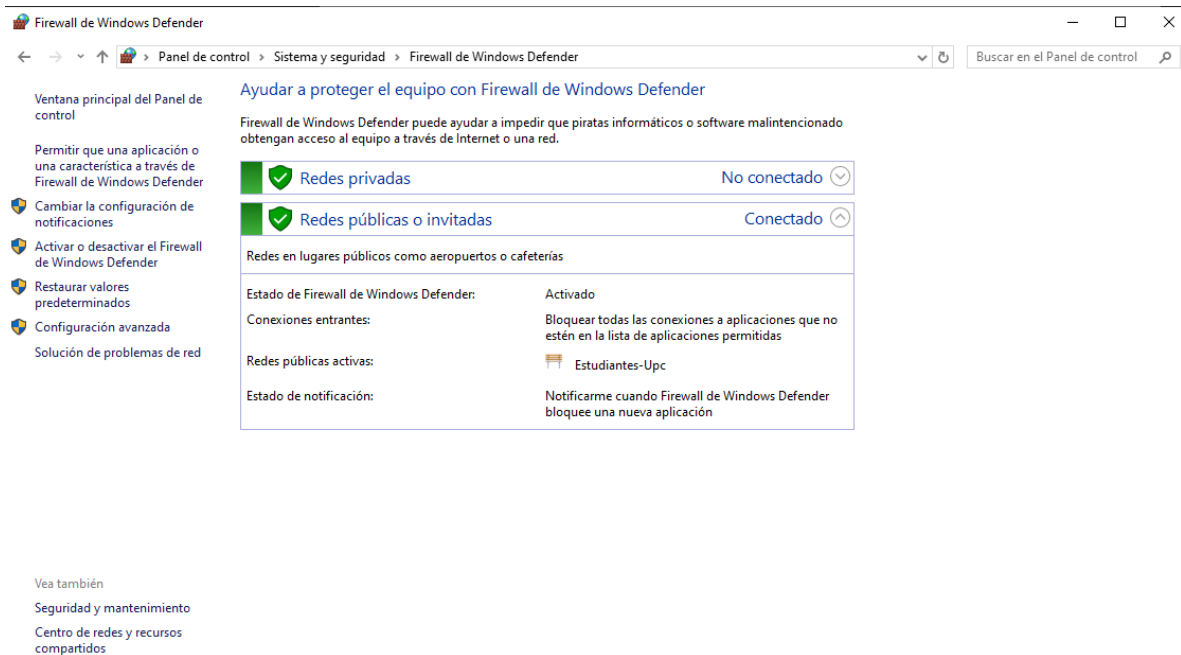 Firewall de Windows Defender
Panel de control > Sistema y seguridad > Firewall de Windows Defender
Buscar en el Panel de control
Ventana principal del Panel de
control
Permitir que una aplicación o
una característica a través de
Firewall de Windows Defender
Cambiar la configuración de
notificaciones
Activar o desactivar el Firewall
de Windows Defender
Restaurar valores
predeterminados
Configuración avanzada
Solución de problemas de red
Ayudar a proteger el equipo con Firewall de Windows Defender
Firewall de Windows Defender puede ayudar a impedir que piratas informáticos o software malintencionado
obtengan acceso al equipo a través de Internet o una red.
Redes privadas No conectado
Redes públicas o invitadas Conectado
Redes en lugares públicos como aeropuertos o cafeterías
Estado de Firewall de Windows Defender: Activado
Conexiones entrantes: Bloquear todas las conexiones a aplicaciones que no
estén en la lista de aplicaciones permitidas
Redes públicas activas: Estudiantes-Upc
Estado de notificación: Notificarme cuando Firewall de Windows Defender
bloquee una nueva aplicación
Vea también
Seguridad y mantenimiento
Centro de redes y recursos
compartidos